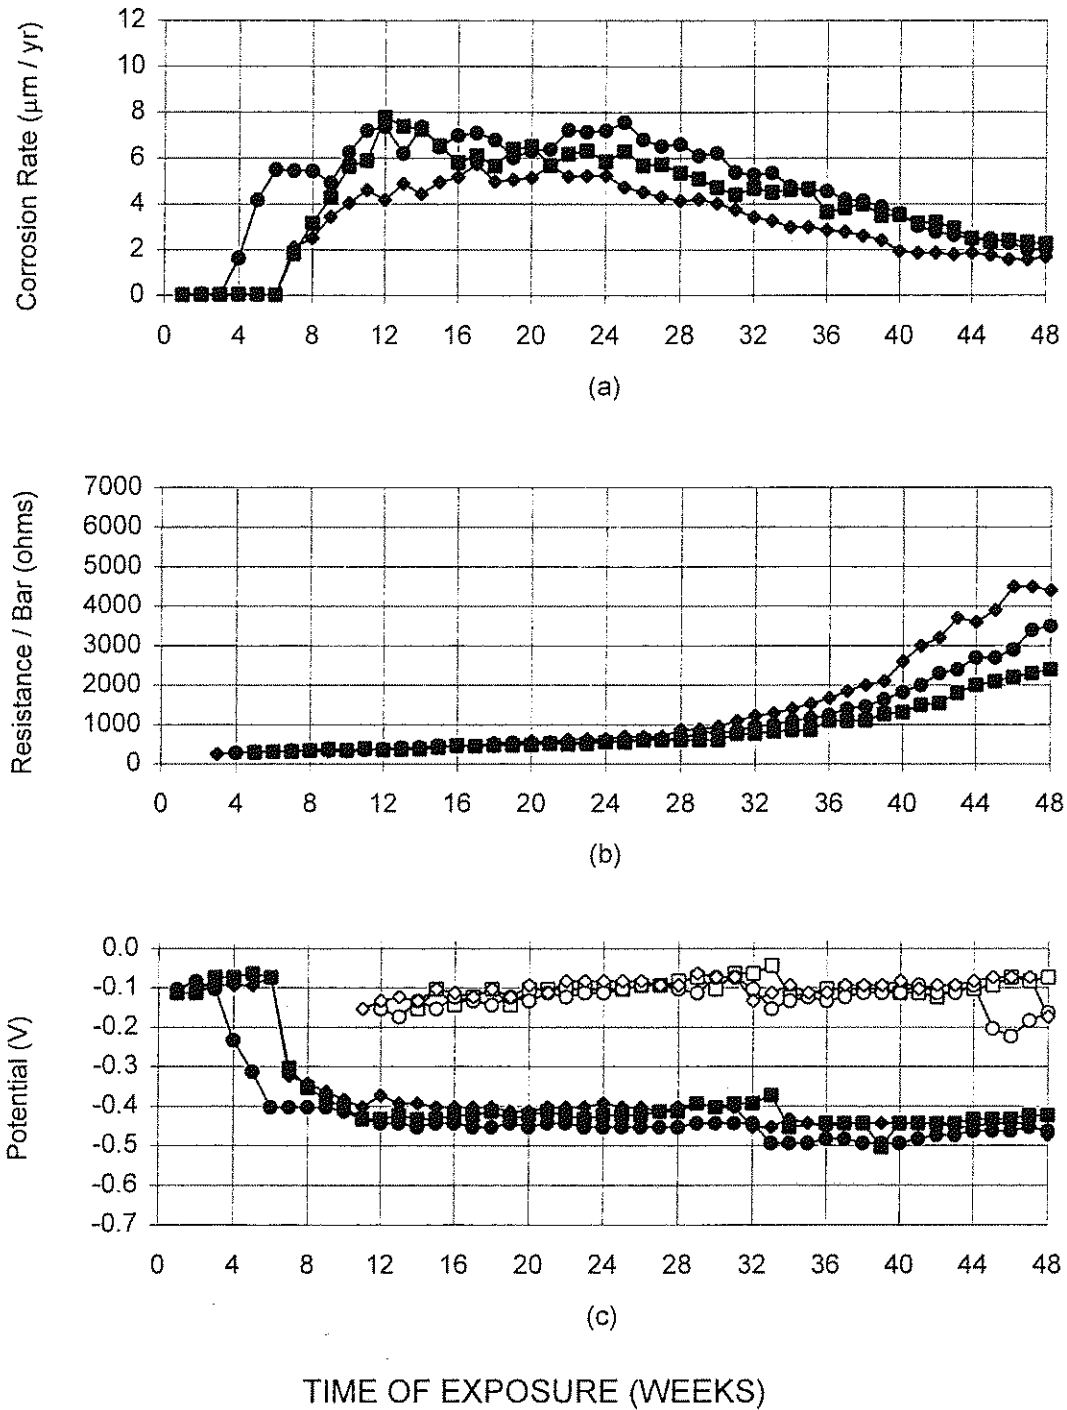 Corrosion Rate (µm / yr)
12
10
8
6
4
2
0
0 4 8 12 16 20 24 28 32 36 40 44 48
(a)
Resistance / Bar (ohms)
7000
6000
5000
4000
3000
2000
1000
0
0 4 8 12 16 20 24 28 32 36 40 44 48
(b)
Potential (V)
0.0
-0.1
-0.2
-0.3
-0.4
-0.5
-0.6
-0.7
0 4 8 12 16 20 24 28 32 36 40 44 48
(c)
TIME OF EXPOSURE (WEEKS)